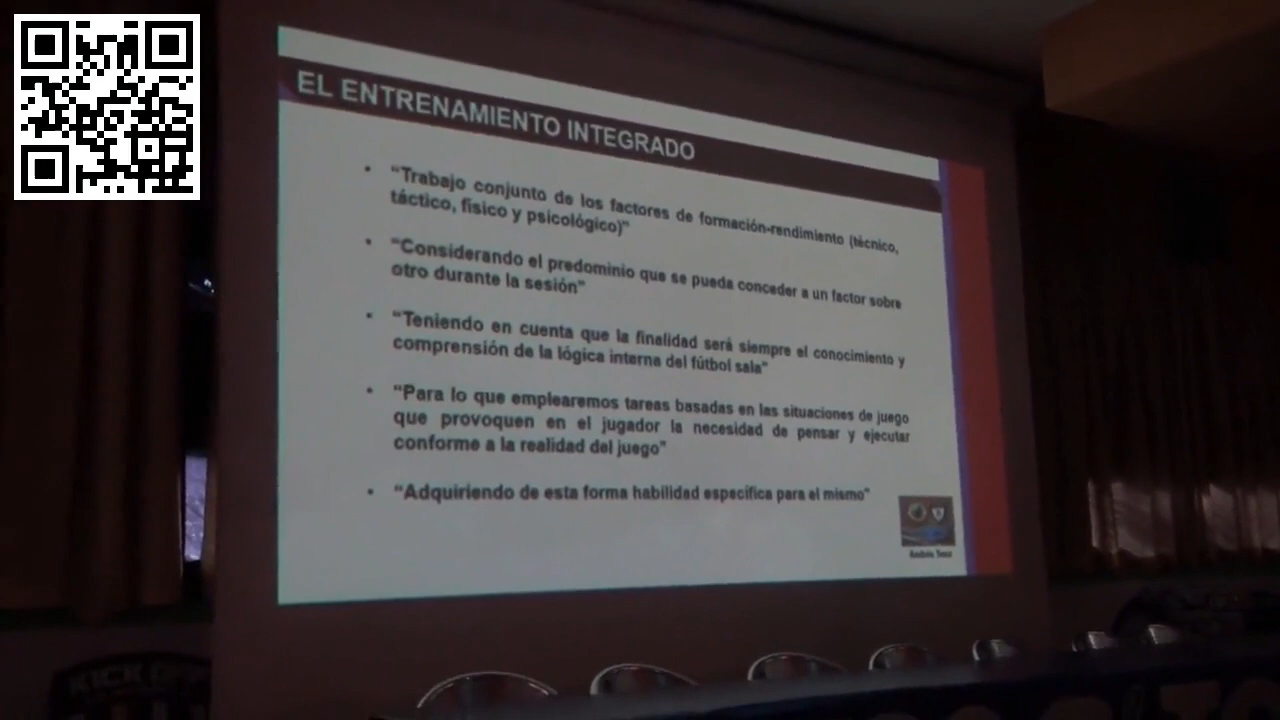 EL ENTRENAMIENTO INTEGRADO
• “Trabajo conjunto de los factores de formación-rendimiento (técnico,
táctico, físico y psicológico)”
• “Considerando el predominio que se pueda conceder a un factor sobre
otro durante la sesión”
• “Teniendo en cuenta que la finalidad será siempre el conocimiento y
comprensión de la lógica interna del fútbol sala”
• “Para lo que emplearemos tareas basadas en las situaciones de juego
que provoquen en el jugador la necesidad de pensar y ejecutar
conforme a la realidad del juego”
• “Adquiriendo de esta forma habilidad específica para el mismo”
KICK OFF